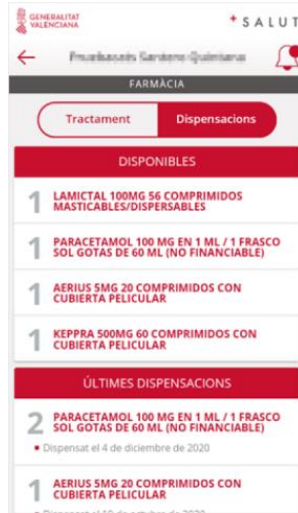 GENERALITAT
VALENCIANA
+ SALUT
FARMÀCIA
Tractament
Dispensacions
DISPONIBLES
1 LAMICTAL 100MG 56 COMPRIMIDOS
MASTICABLES/DISPERSABLES
1 PARACETAMOL 100 MG EN 1 ML / 1 FRASCO
SOL GOTAS DE 60 ML (NO FINANCIABLE)
1 AERIUS 5MG 20 COMPRIMIDOS CON
CUBIERTA PELICULAR
1 KEPPRA 500MG 60 COMPRIMIDOS CON
CUBIERTA PELICULAR
ÚLTIMES DISPENSACIONS
2 PARACETAMOL 100 MG EN 1 ML / 1 FRASCO
SOL GOTAS DE 60 ML (NO FINANCIABLE)
Dispensat el 4 de diciembre de 2020
1 AERIUS 5MG 20 COMPRIMIDOS CON
CUBIERTA PELICULAR